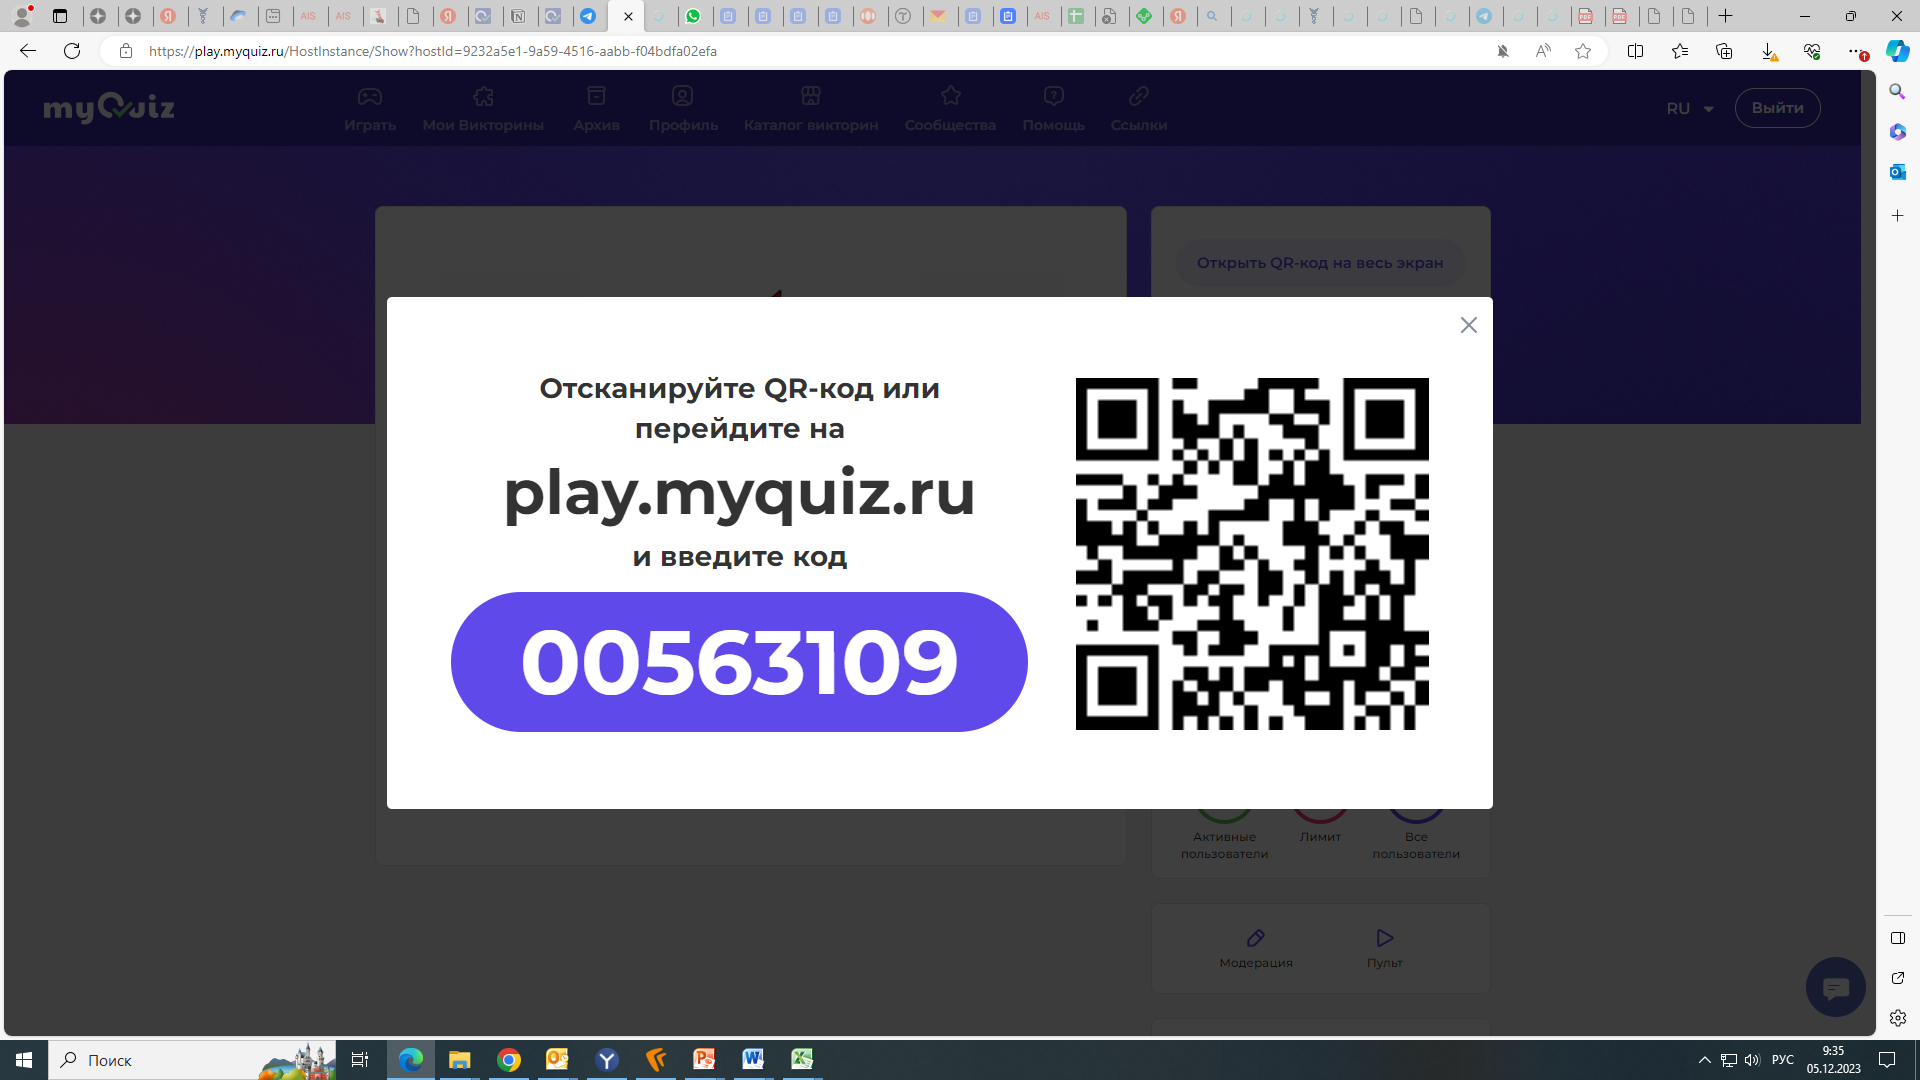 https://play.myquiz.ru/HostInstance/Show?hostId=9232a5e1-9a59-4516-aabb-f04bdfa02efa
myQuiz
Играть
Мои Викторины
Архив
Профиль
Каталог викторин
Сообщества
Помощь
Ссылки
RU
Выйти
Открыть QR-код на весь экран
Отсканируйте QR-код или
перейдите на
play.myquiz.ru
и введите код
00563109
Активные
пользователи
Лимит
Все
пользователи
Модерация
Пульт
Поиск
РУС
9:35
05.12.2023